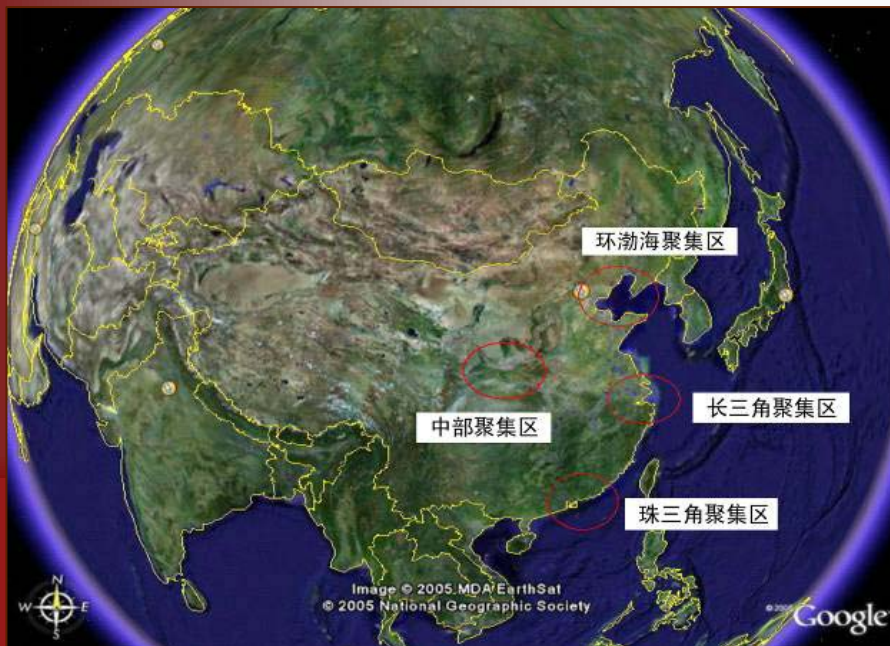 环渤海聚集区
长三角聚集区
中部聚集区
珠三角聚集区
Image © 2005 MDA EarthSat
© 2005 National Geographic Society
N
W E
S
©2005 Google